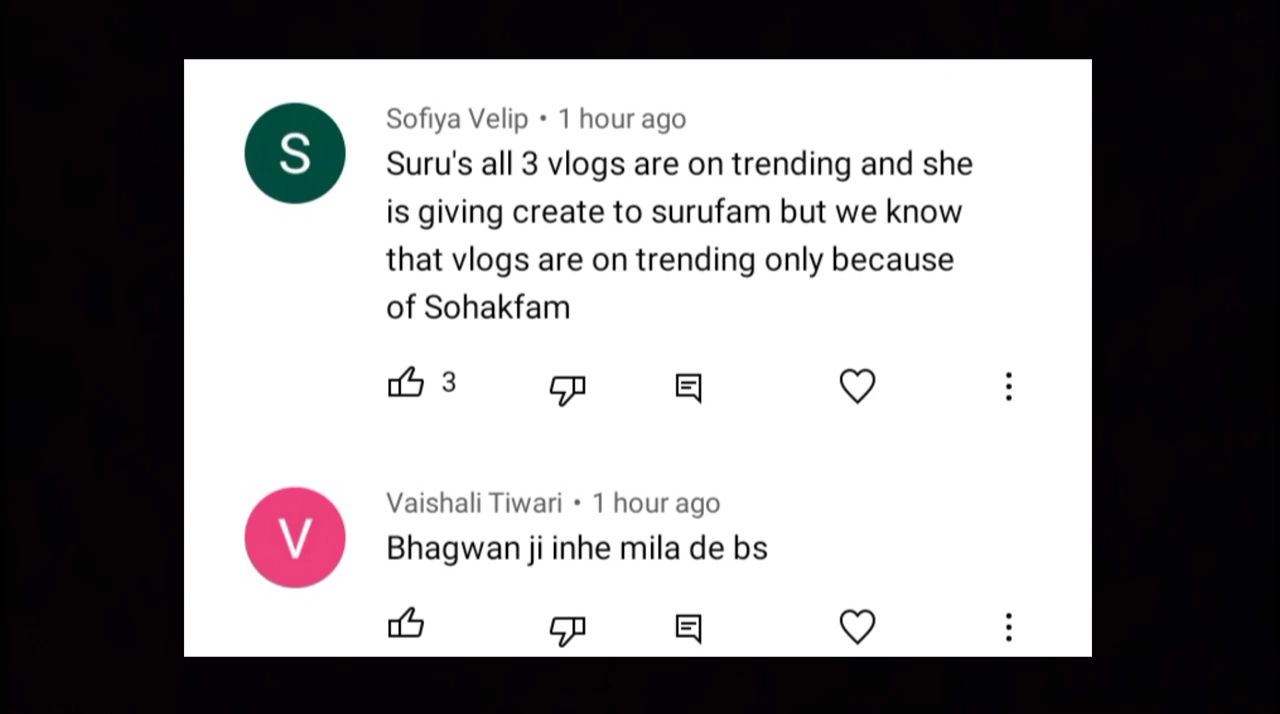 S
Sofiya Velip • 1 hour ago
Suru's all 3 vlogs are on trending and she
is giving create to surufam but we know
that vlogs are on trending only because
of Sohakfam
3
V
Vaishali Tiwari • 1 hour ago
Bhagwan ji inhe mila de bs